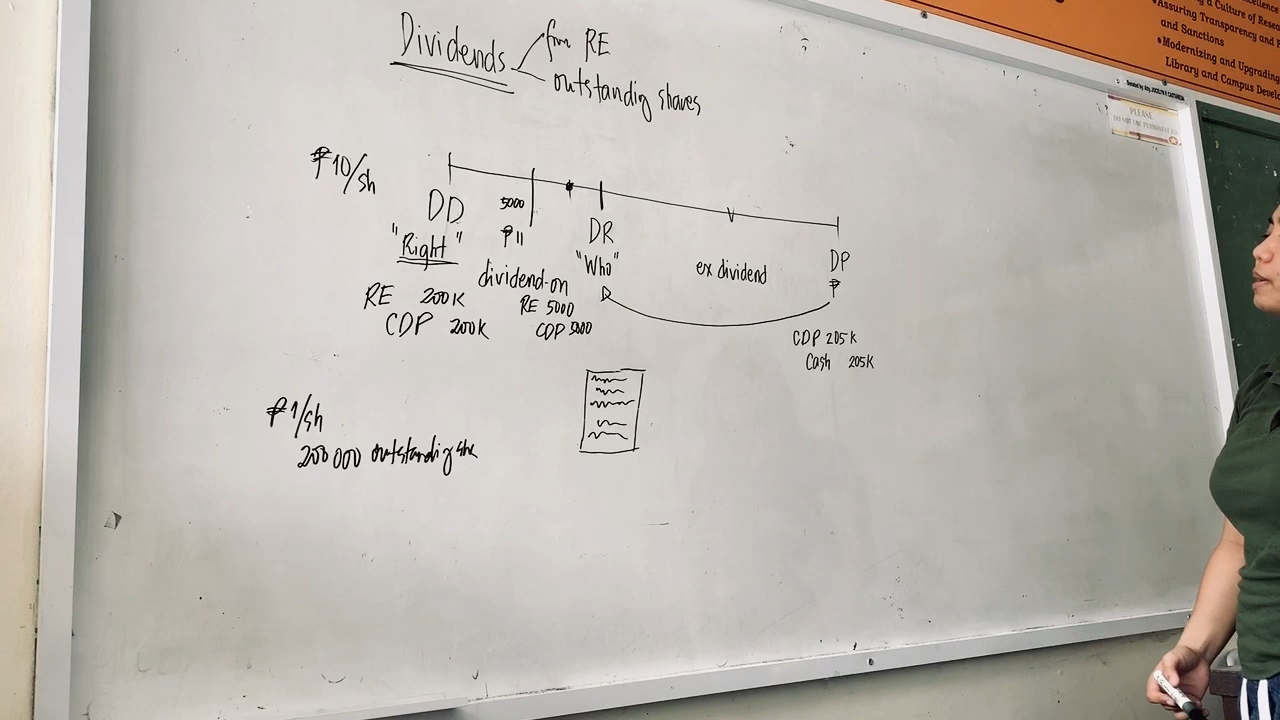 Dividends
from RE
outstanding shares
₱10/sh
DD
"Right"
RE 200K
CDP 200K
5000
₱11
dividend-on
RE 5000
CDP 5000
DR
"Who"
ex dividend
DP
₱
CDP 205K
Cash 205K
₱1/sh
200 000 outstanding sha
Assuring Transparency and
and Sanctions
•Modernizing and Upgrading
Library and Campus Develo
PLEASE